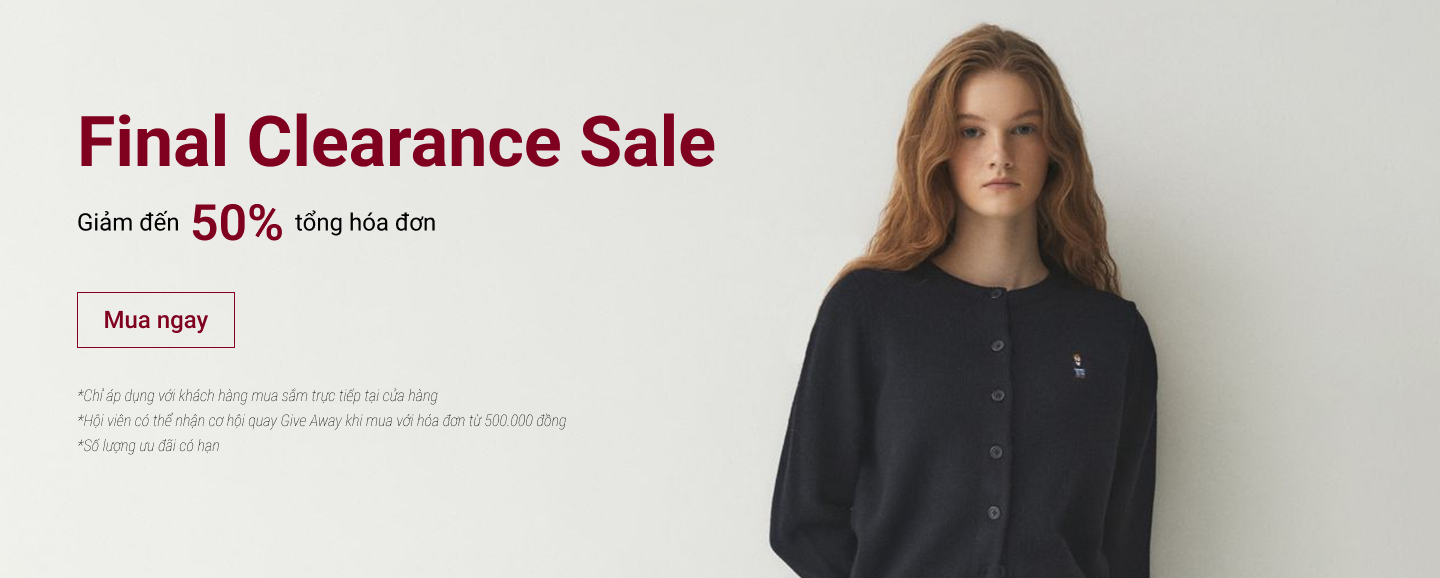 Final Clearance Sale
Giảm đến 50% tổng hóa đơn
Mua ngay
*Chỉ áp dụng với khách hàng mua sắm trực tiếp tại cửa hàng
*Hội viên có thể nhận cơ hội quay Give Away khi mua với hóa đơn từ 500.000 đồng
*Số lượng ưu đãi có hạn